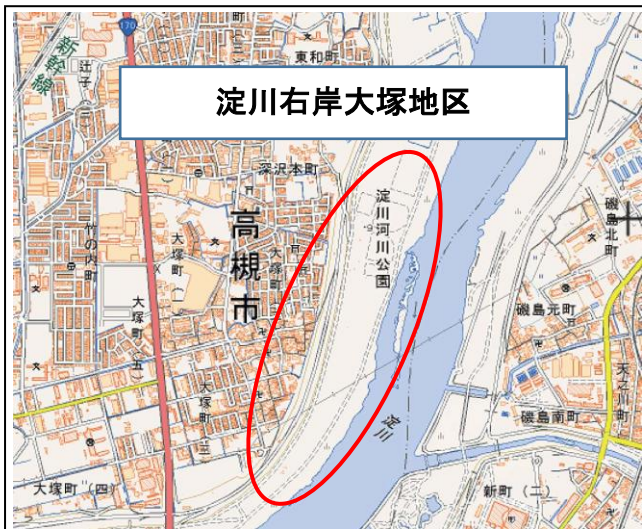 淀川右岸大塚地区
170
新幹線
辻子
東和町
深沢本町
竹の内町
高槻市
大塚町
淀川河川公園
磯島北町
大塚町
大塚町(五)
磯島元町
天之川町
大塚町(三)
淀川
磯島南町
大塚町(四)
新町(二)